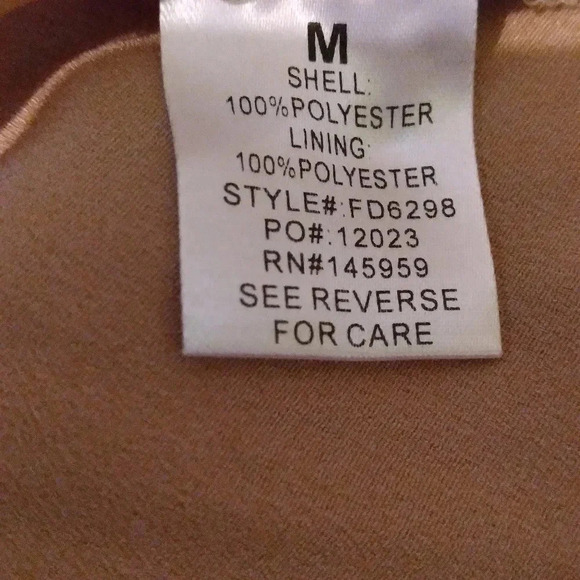 M
SHELL:
100%POLYESTER
LINING:
100%POLYESTER
STYLE#:FD6298
PO#:12023
RN#145959
SEE REVERSE
FOR CARE